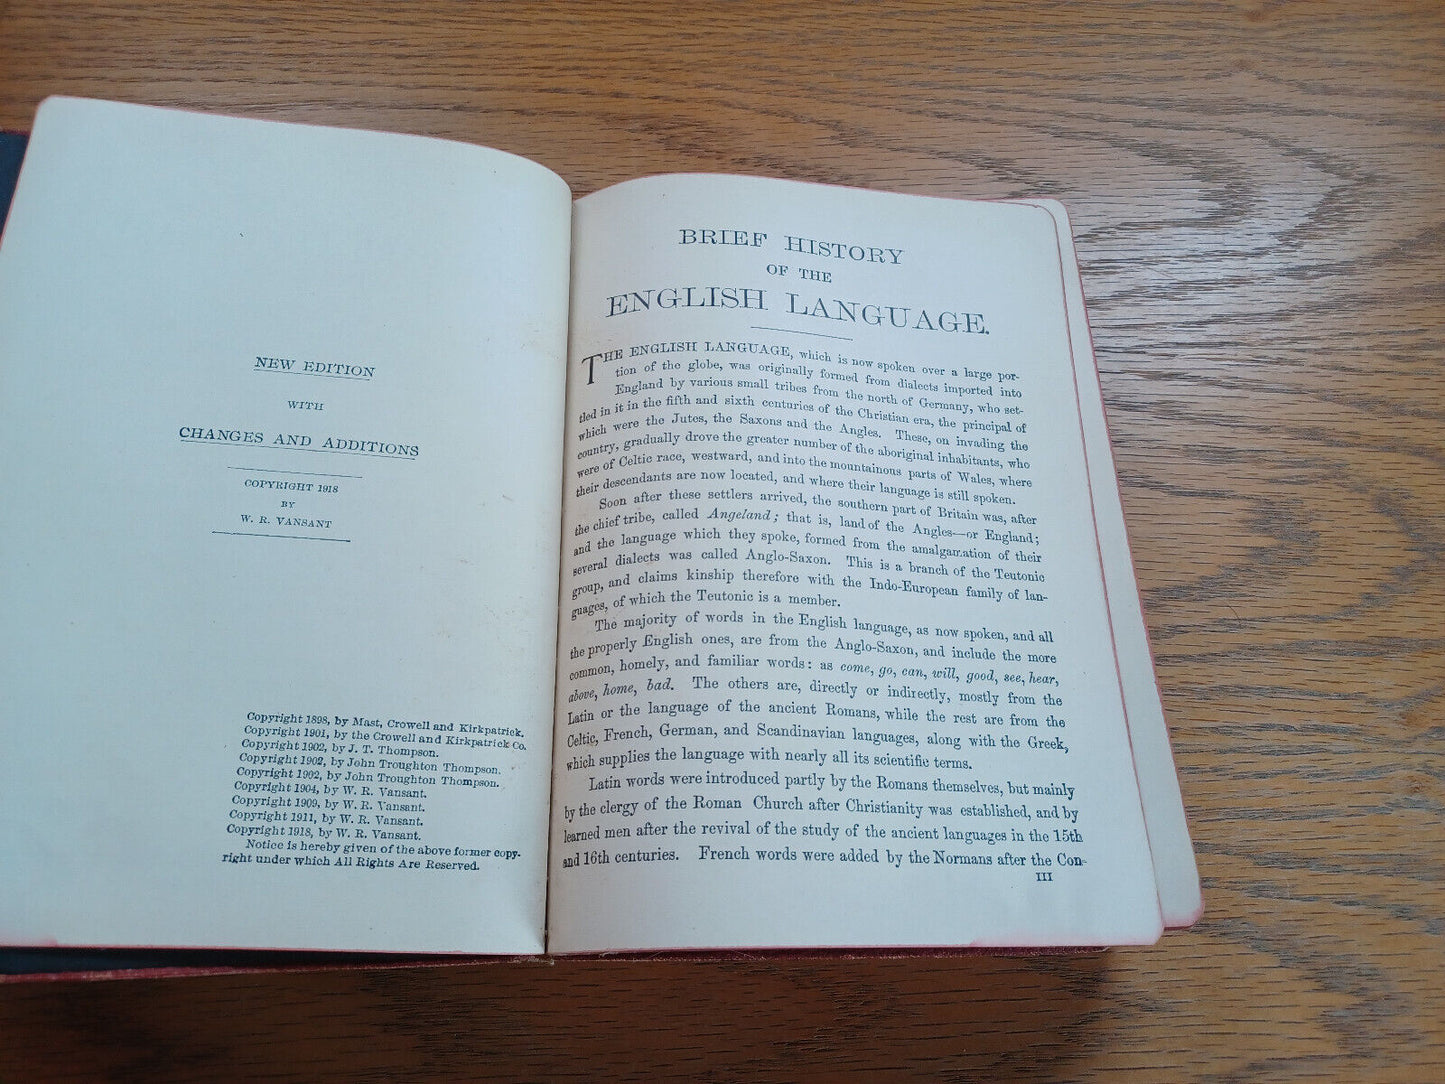 NEW EDITION
WITH
CHANGES AND ADDITIONS
COPYRIGHT 1918
BY
W. R. VANSANT
Copyright 1898, by Mast, Crowell and Kirkpatrick.
Copyright 1901, by the Crowell and Kirkpatrick Co.
Copyright 1902, by J. T. Thompson.
Copyright 1902, by John Troughton Thompson.
Copyright 1902, by John Troughton Thompson.
Copyright 1904, by W. R. Vansant.
Copyright 1909, by W. R. Vansant.
Copyright 1911, by W. R. Vansant.
Copyright 1918, by W. R. Vansant.
Notice is hereby given of the above former copy-
right under which All Rights Are Reserved.
BRIEF HISTORY
OF THE
ENGLISH LANGUAGE.
THE ENGLISH LANGUAGE, which is now spoken over a large por-
tion of the globe, was originally formed from dialects imported into
England by various small tribes from the north of Germany, who set-
tled in it in the fifth and sixth centuries of the Christian era, the principal of
which were the Jutes, the Saxons and the Angles. These, on invading the
country, gradually drove the greater number of the aboriginal inhabitants, who
were of Celtic race, westward, and into the mountainous parts of Wales, where
their descendants are now located, and where their language is still spoken.
Soon after these settlers arrived, the southern part of Britain was, after
the chief tribe, called Angeland; that is, land of the Angles—or England;
and the language which they spoke, formed from the amalgamation of their
several dialects was called Anglo-Saxon. This is a branch of the Teutonic
group, and claims kinship therefore with the Indo-European family of lan-
guages, of which the Teutonic is a member.
The majority of words in the English language, as now spoken, and all
the properly English ones, are from the Anglo-Saxon, and include the more
common, homely, and familiar words: as come, go, can, will, good, see, hear,
above, home, bad. The others are, directly or indirectly, mostly from the
Latin or the language of the ancient Romans, while the rest are from the
Celtic, French, German, and Scandinavian languages, along with the Greek,
which supplies the language with nearly all its scientific terms.
Latin words were introduced partly by the Romans themselves, but mainly
by the clergy of the Roman Church after Christianity was established, and by
learned men after the revival of the study of the ancient languages in the 15th
and 16th centuries. French words were added by the Normans after the Con-
III